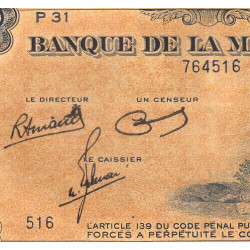 P 31
BANQUE DE LA M
764516
LE DIRECTEUR UN CENSEUR
LE CAISSIER
516
L'ARTICLE 139 DU CODE PÉNAL PU
FORCÉS A PERPÉTUITÉ LE CO